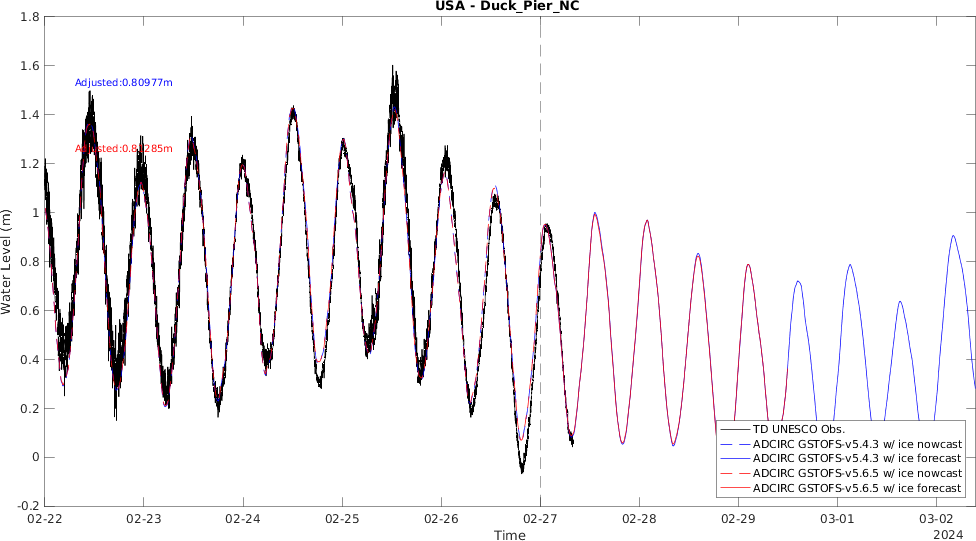 USA - Duck_Pier_NC
1.8
1.6
1.4
1.2
1
0.8
0.6
0.4
0.2
0
-0.2
Water Level (m)
Adjusted:0.80977m
TD UNESCO Obs.
ADCIRC GSTOFS-v5.4.3 w/ ice nowcast
ADCIRC GSTOFS-v5.4.3 w/ ice forecast
ADCIRC GSTOFS-v5.6.5 w/ ice nowcast
ADCIRC GSTOFS-v5.6.5 w/ ice forecast
02-22
02-23
02-24
02-25
02-26
02-27
02-28
02-29
03-01
03-02
Time
2024